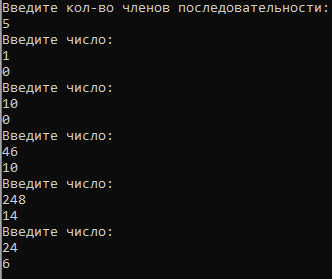 Введите кол-во членов последовательности:
5
Введите число:
1
0
Введите число:
10
0
Введите число:
46
10
Введите число:
248
14
Введите число:
24
6